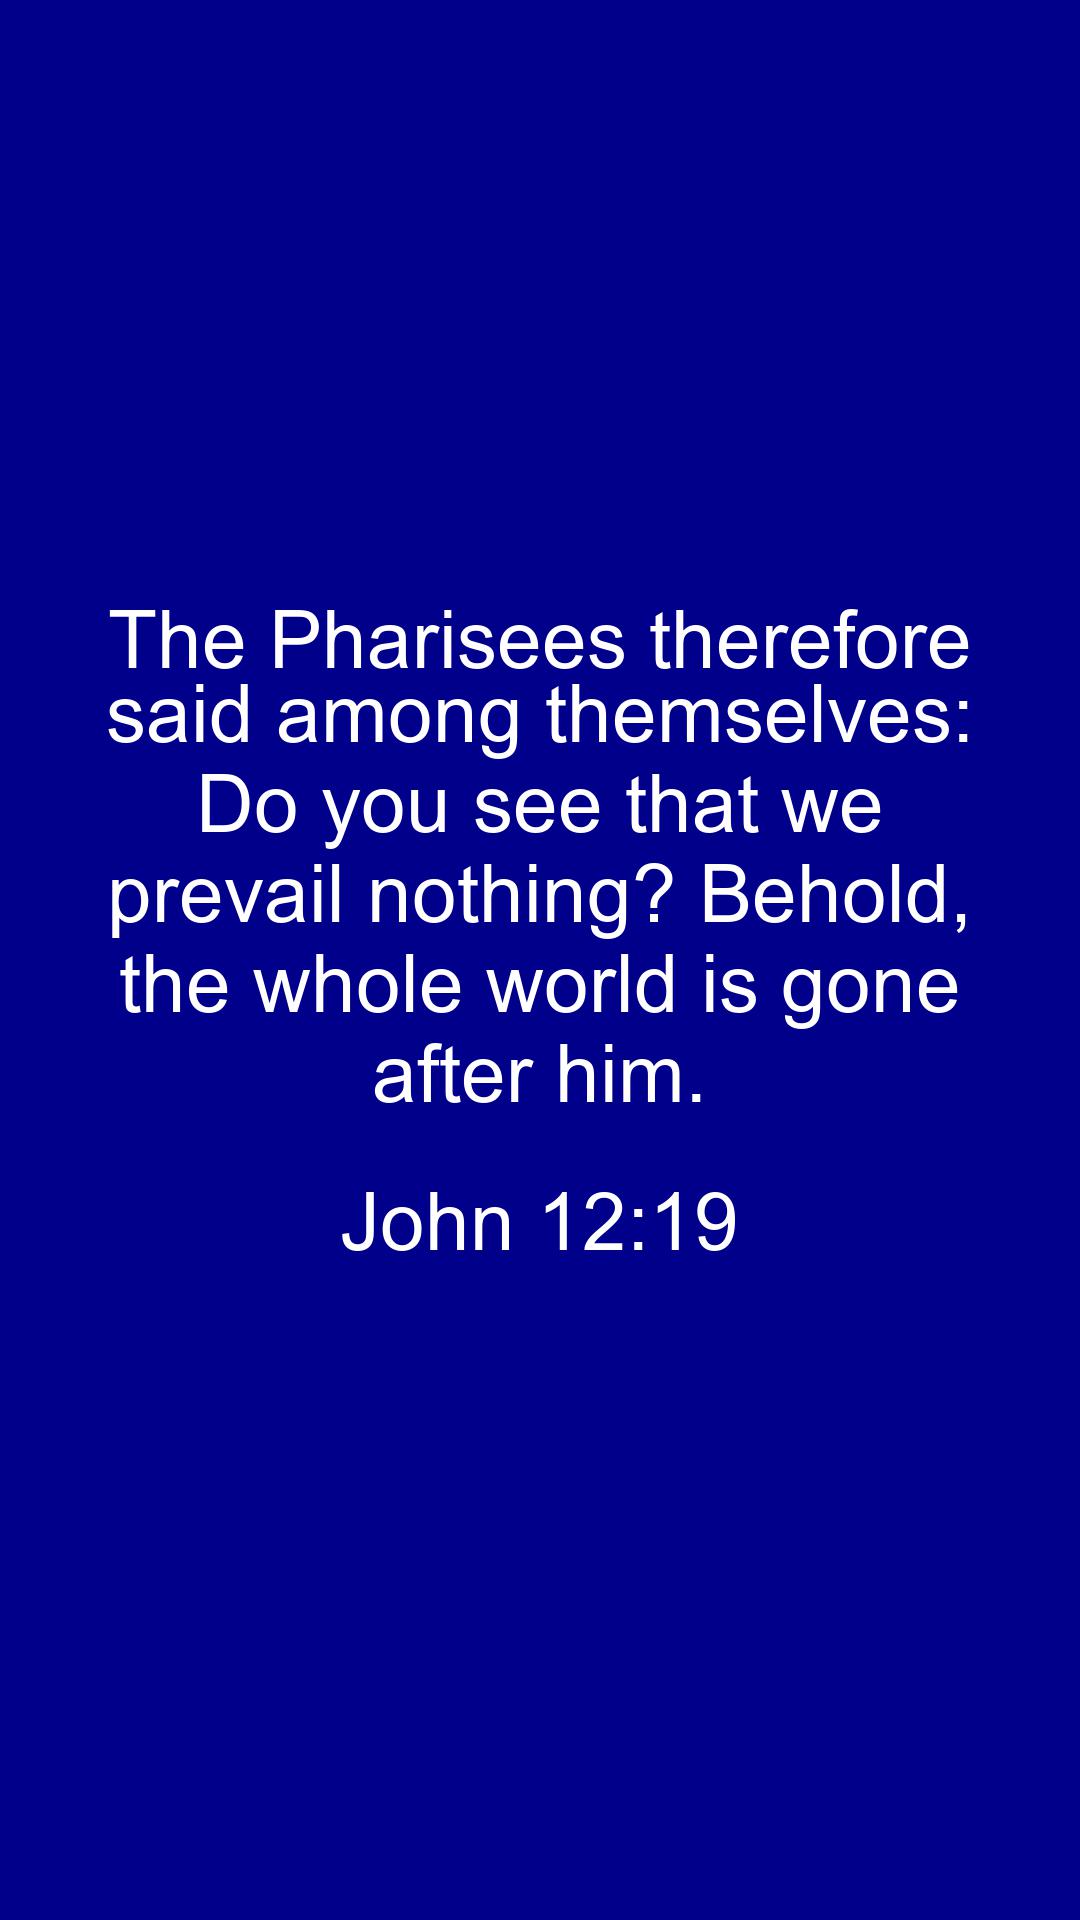 The Pharisees therefore
said among themselves:
Do you see that we
prevail nothing? Behold,
the whole world is gone
after him.
John 12:19